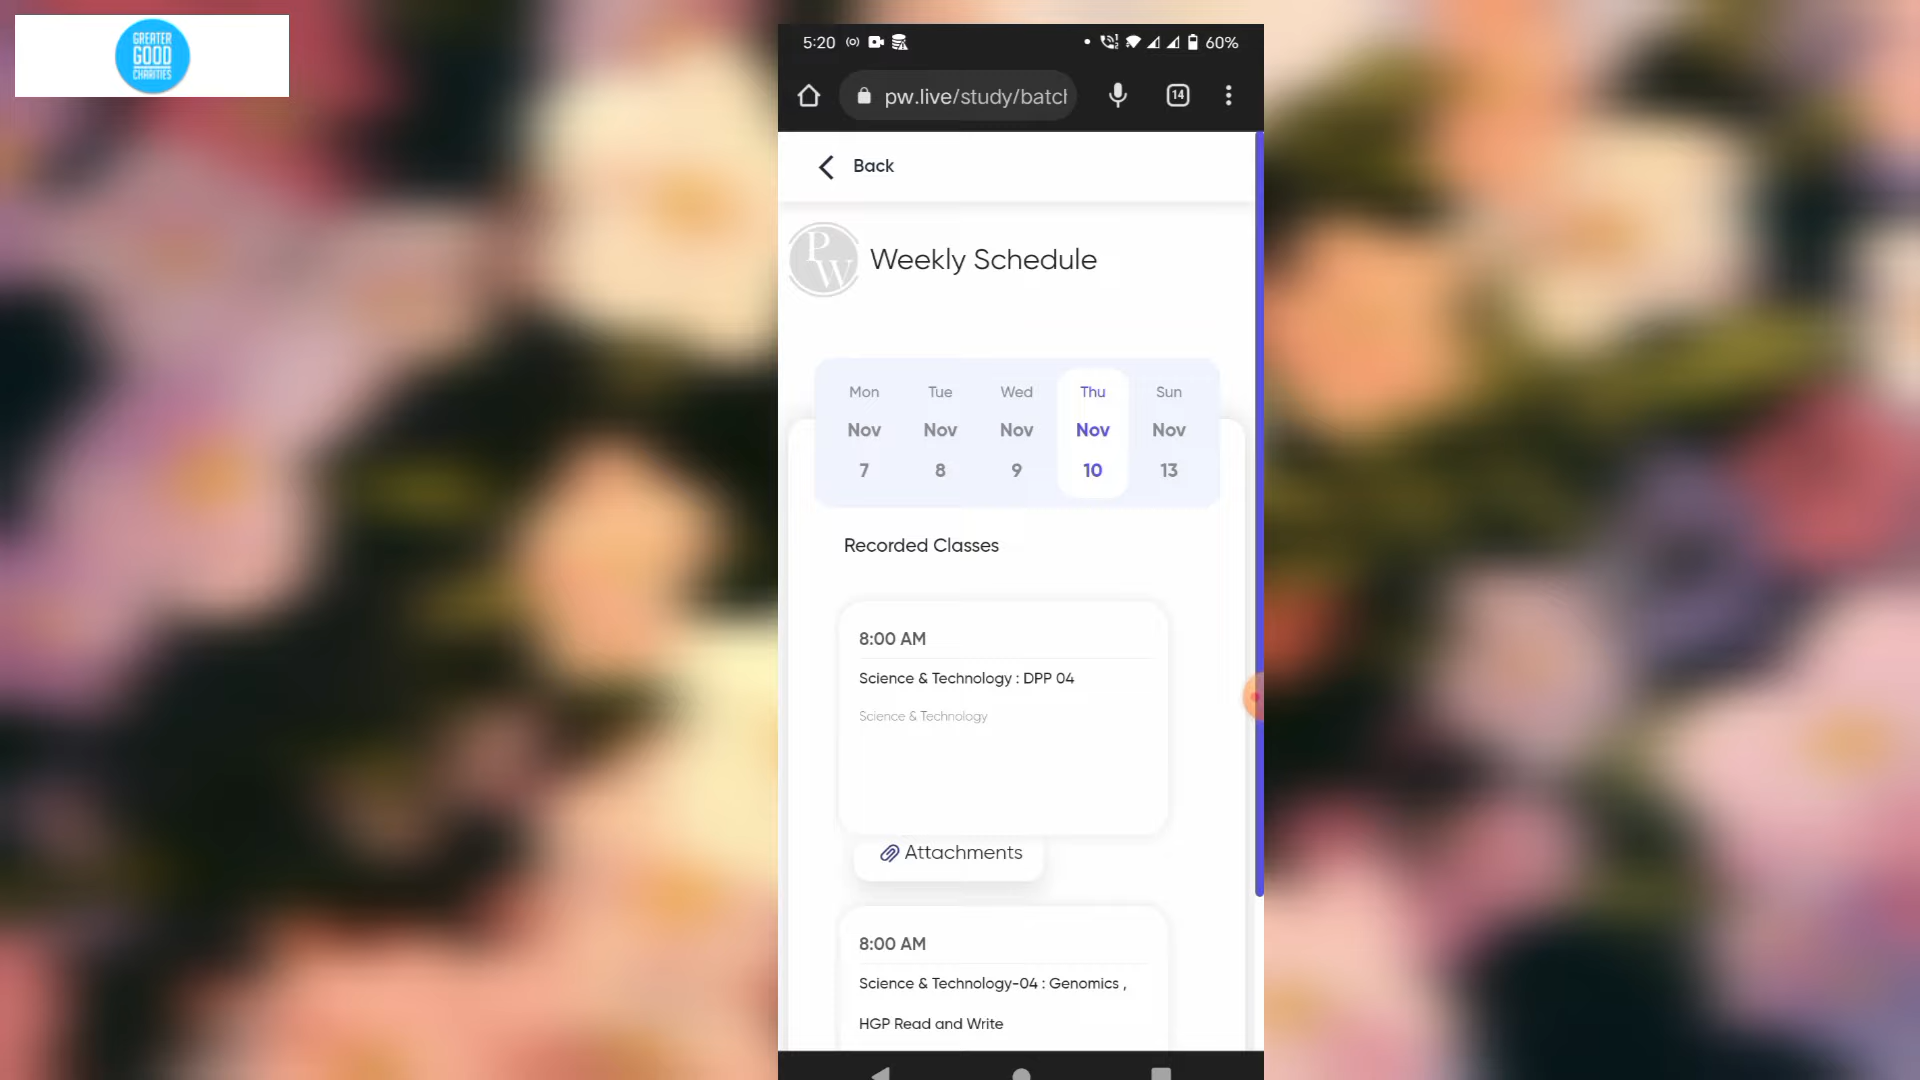 GREATER
GOOD
CHARITIES
5:20
60%
pw.live/study/batch
14
Back
PW
Weekly Schedule
Mon Tue Wed Thu Sun
Nov Nov Nov Nov Nov
7 8 9 10 13
Recorded Classes
8:00 AM
Science & Technology : DPP 04
Science & Technology
Attachments
8:00 AM
Science & Technology-04 : Genomics ,
HGP Read and Write